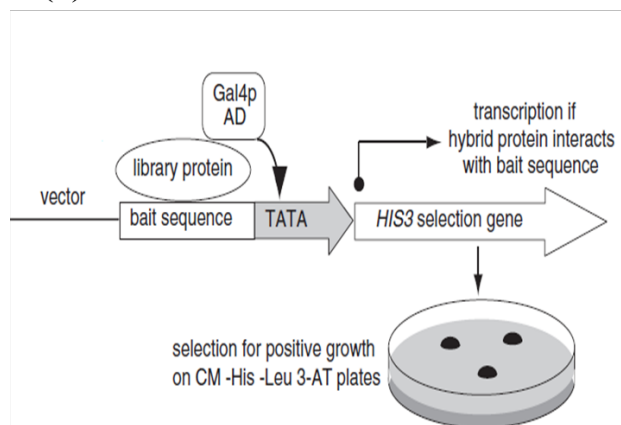 Gal4p
AD
transcription if
hybrid protein interacts
with bait sequence
library protein
vector
bait sequence
TATA
HIS3 selection gene
selection for positive growth
on CM -His -Leu 3-AT plates